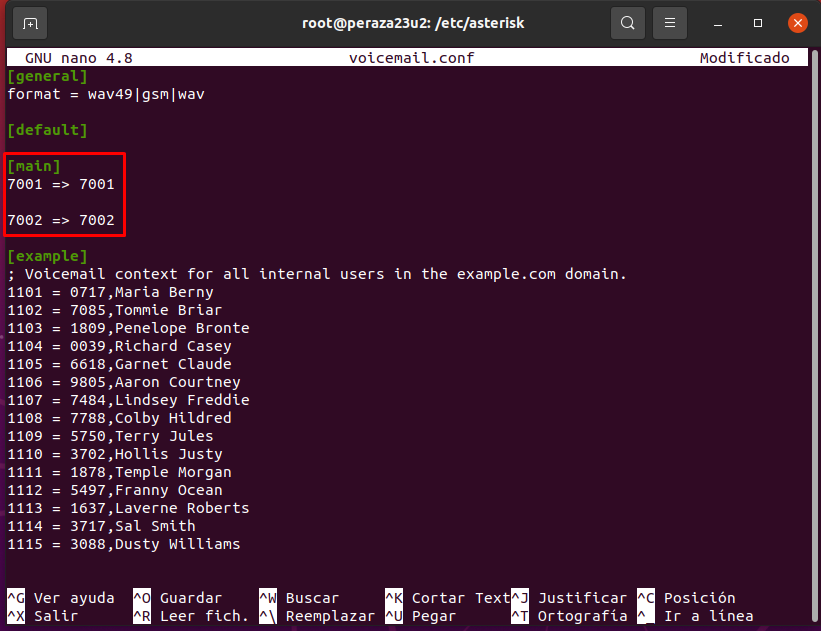 root@peraza23u2: /etc/asterisk
GNU nano 4.8 voicemail.conf Modificado
[general]
format = wav49|gsm|wav
[default]
[main]
7001 => 7001
7002 => 7002
[example]
; Voicemail context for all internal users in the example.com domain.
1101 = 0717,Maria Berny
1102 = 7085,Tommie Briar
1103 = 1809,Penelope Bronte
1104 = 0039,Richard Casey
1105 = 6618,Garnet Claude
1106 = 9805,Aaron Courtney
1107 = 7484,Lindsey Freddie
1108 = 7788,Colby Hildred
1109 = 5750,Terry Jules
1110 = 3702,Hollis Justy
1111 = 1878,Temple Morgan
1112 = 5497,Franny Ocean
1113 = 1637,Laverne Roberts
1114 = 3717,Sal Smith
1115 = 3088,Dusty Williams
^G Ver ayuda ^O Guardar ^W Buscar ^K Cortar Text^J Justificar ^C Posición
^X Salir ^R Leer fich. ^\ Reemplazar ^U Pegar ^T Ortografía ^_ Ir a línea